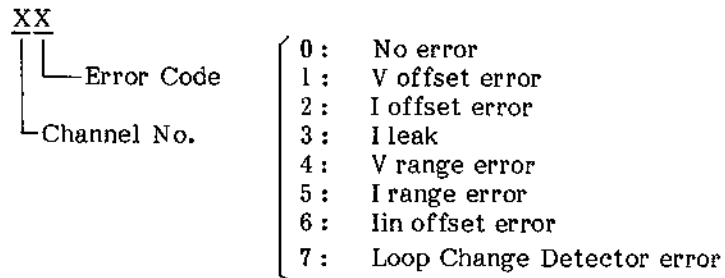 XX
Error Code
Channel No.
0: No error
1: V offset error
2: I offset error
3: I leak
4: V range error
5: I range error
6: Iin offset error
7: Loop Change Detector error